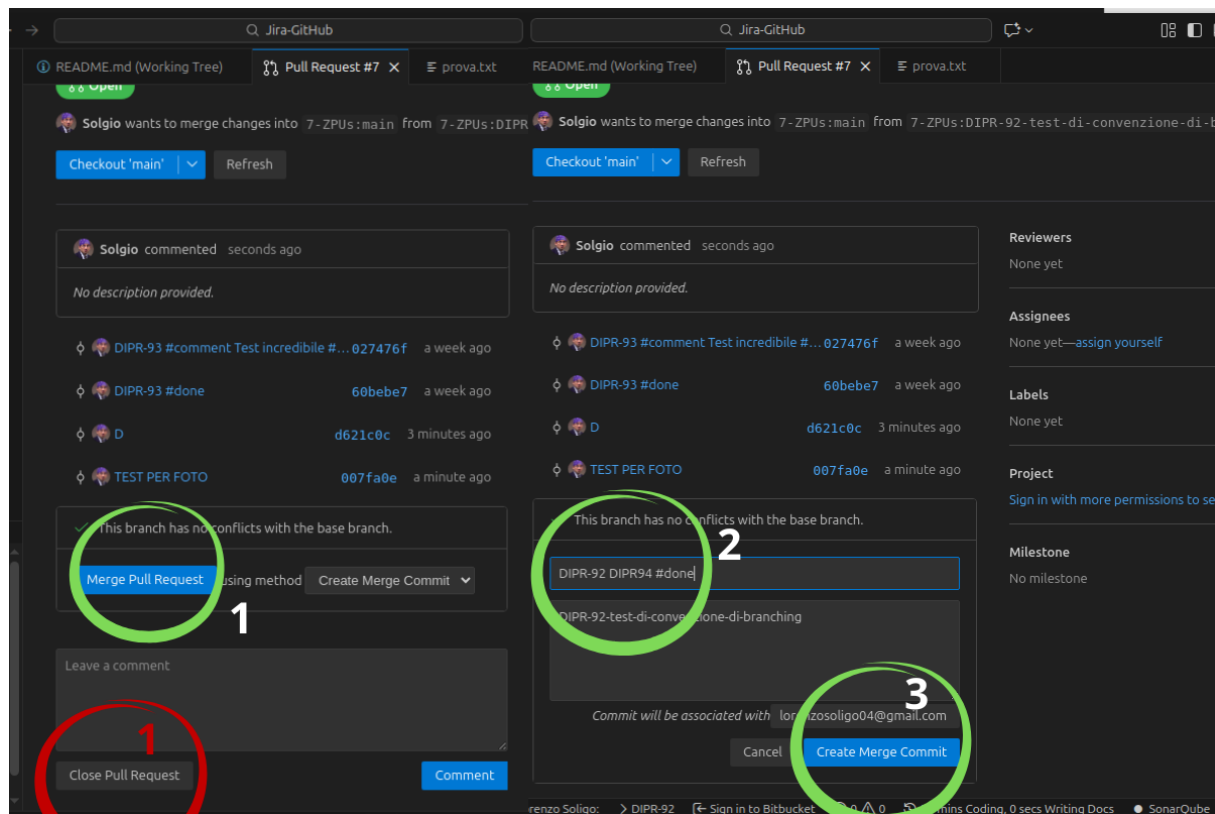 Jira-GitHub
README.md (Working Tree)
Pull Request #7
prova.txt
Open
Solgio wants to merge changes into 7-ZPUs:main from 7-ZPUs:DIPR
Checkout 'main'
Refresh
Solgio commented seconds ago
No description provided.
DIPR-93 #comment Test incredibile #... 027476f a week ago
DIPR-93 #done 60bebe7 a week ago
D d621c0c 3 minutes ago
TEST PER FOTO 007fa0e a minute ago
This branch has no conflicts with the base branch.
Merge Pull Request using method Create Merge Commit
1
Leave a comment
1
Close Pull Request
Comment
Jira-GitHub
README.md (Working Tree)
Pull Request #7
prova.txt
Open
Solgio wants to merge changes into 7-ZPUs:main from 7-ZPUs:DIPR-92-test-di-convenzione-di-b
Checkout 'main'
Refresh
Solgio commented seconds ago
No description provided.
DIPR-93 #comment Test incredibile #... 027476f a week ago
DIPR-93 #done 60bebe7 a week ago
D d621c0c 3 minutes ago
TEST PER FOTO 007fa0e a minute ago
This branch has no conflicts with the base branch.
2
DIPR-92 DIPR94 #done
DIPR-92-test-di-convenzione-di-branching
3
Commit will be associated with lorenzosoligo04@gmail.com
Cancel
Create Merge Commit
Reviewers
None yet
Assignees
None yet—assign yourself
Labels
None yet
Project
Sign in with more permissions to se
Milestone
No milestone
renzo Soligo: > DIPR-92 Sign in to Bitbucket 0 0 mins Coding, 0 secs Writing Docs SonarQube